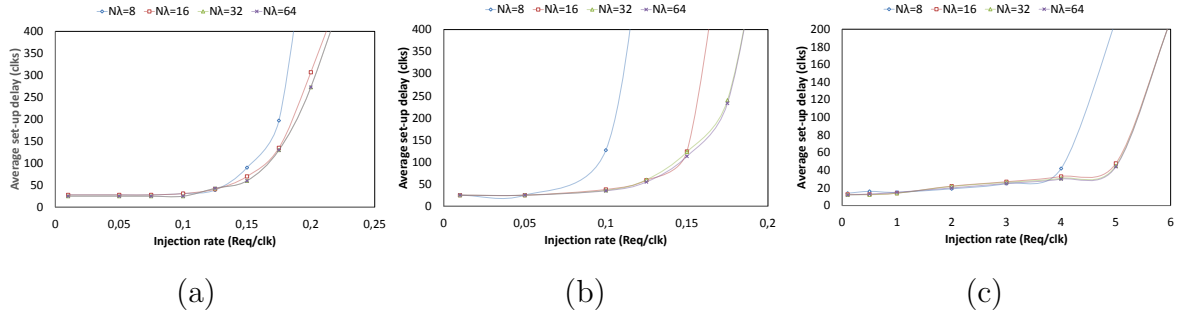 Nλ=8 Nλ=16 Nλ=32 Nλ=64
Average set-up delay (clks)
400
350
300
250
200
150
100
50
0
0 0,05 0,1 0,15 0,2 0,25
Injection rate (Req/clk)
(a)
Nλ=8 Nλ=16 Nλ=32 Nλ=64
Average set-up delay (clks)
400
350
300
250
200
150
100
50
0
0 0,05 0,1 0,15 0,2
Injection rate (Req/clk)
(b)
Nλ=8 Nλ=16 Nλ=32 Nλ=64
Average set-up delay (clks)
200
180
160
140
120
100
80
60
40
20
0
0 1 2 3 4 5 6
Injection rate (Req/clk)
(c)